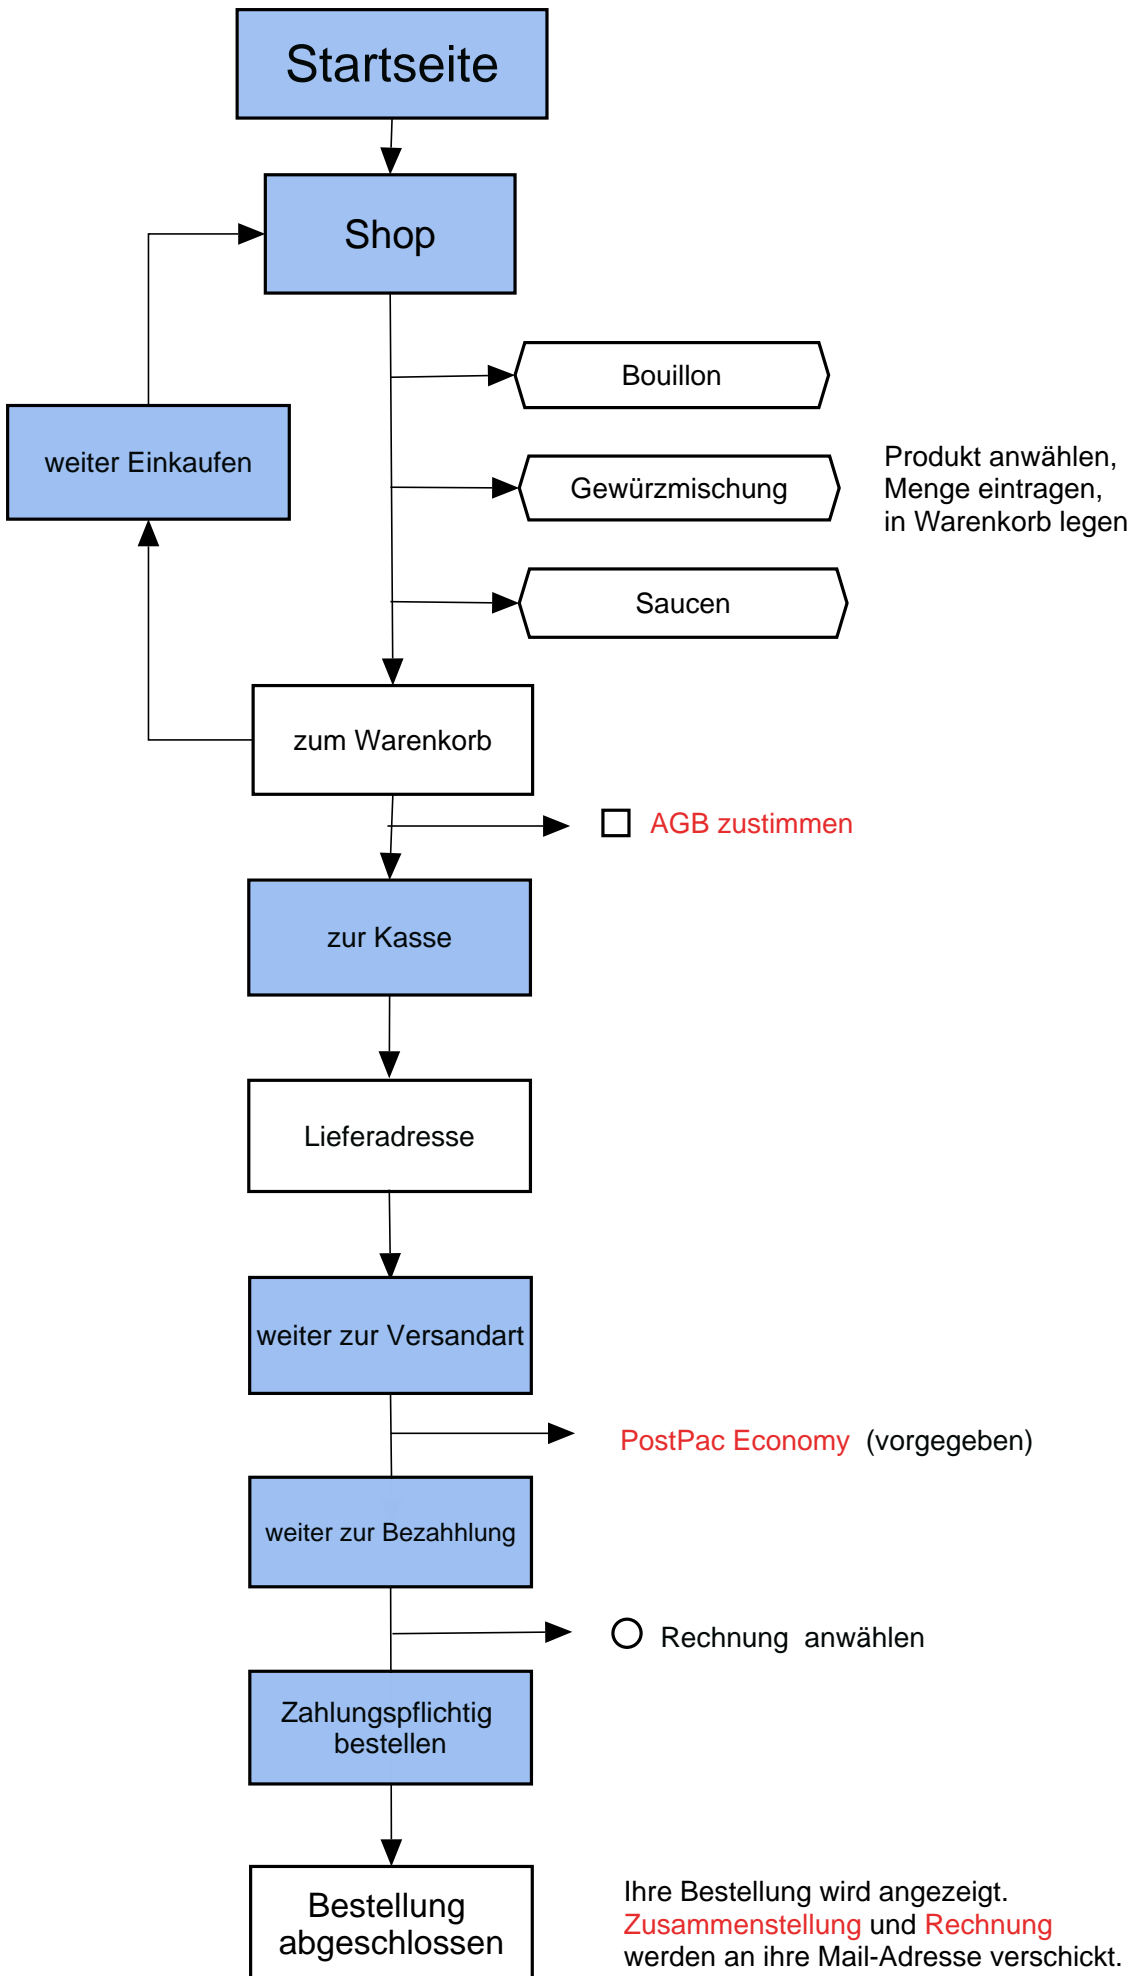 Startseite
Shop
Bouillon
weiter Einkaufen
Gewürzmischung
Produkt anwählen,
Menge eintragen,
in Warenkorb legen
Saucen
zum Warenkorb
AGB zustimmen
zur Kasse
Lieferadresse
weiter zur Versandart
PostPac Economy (vorgegeben)
weiter zur Bezahhlung
Rechnung anwählen
Zahlungspflichtig
bestellen
Bestellung
abgeschlossen
Ihre Bestellung wird angezeigt.
Zusammenstellung und Rechnung
werden an ihre Mail-Adresse verschickt.